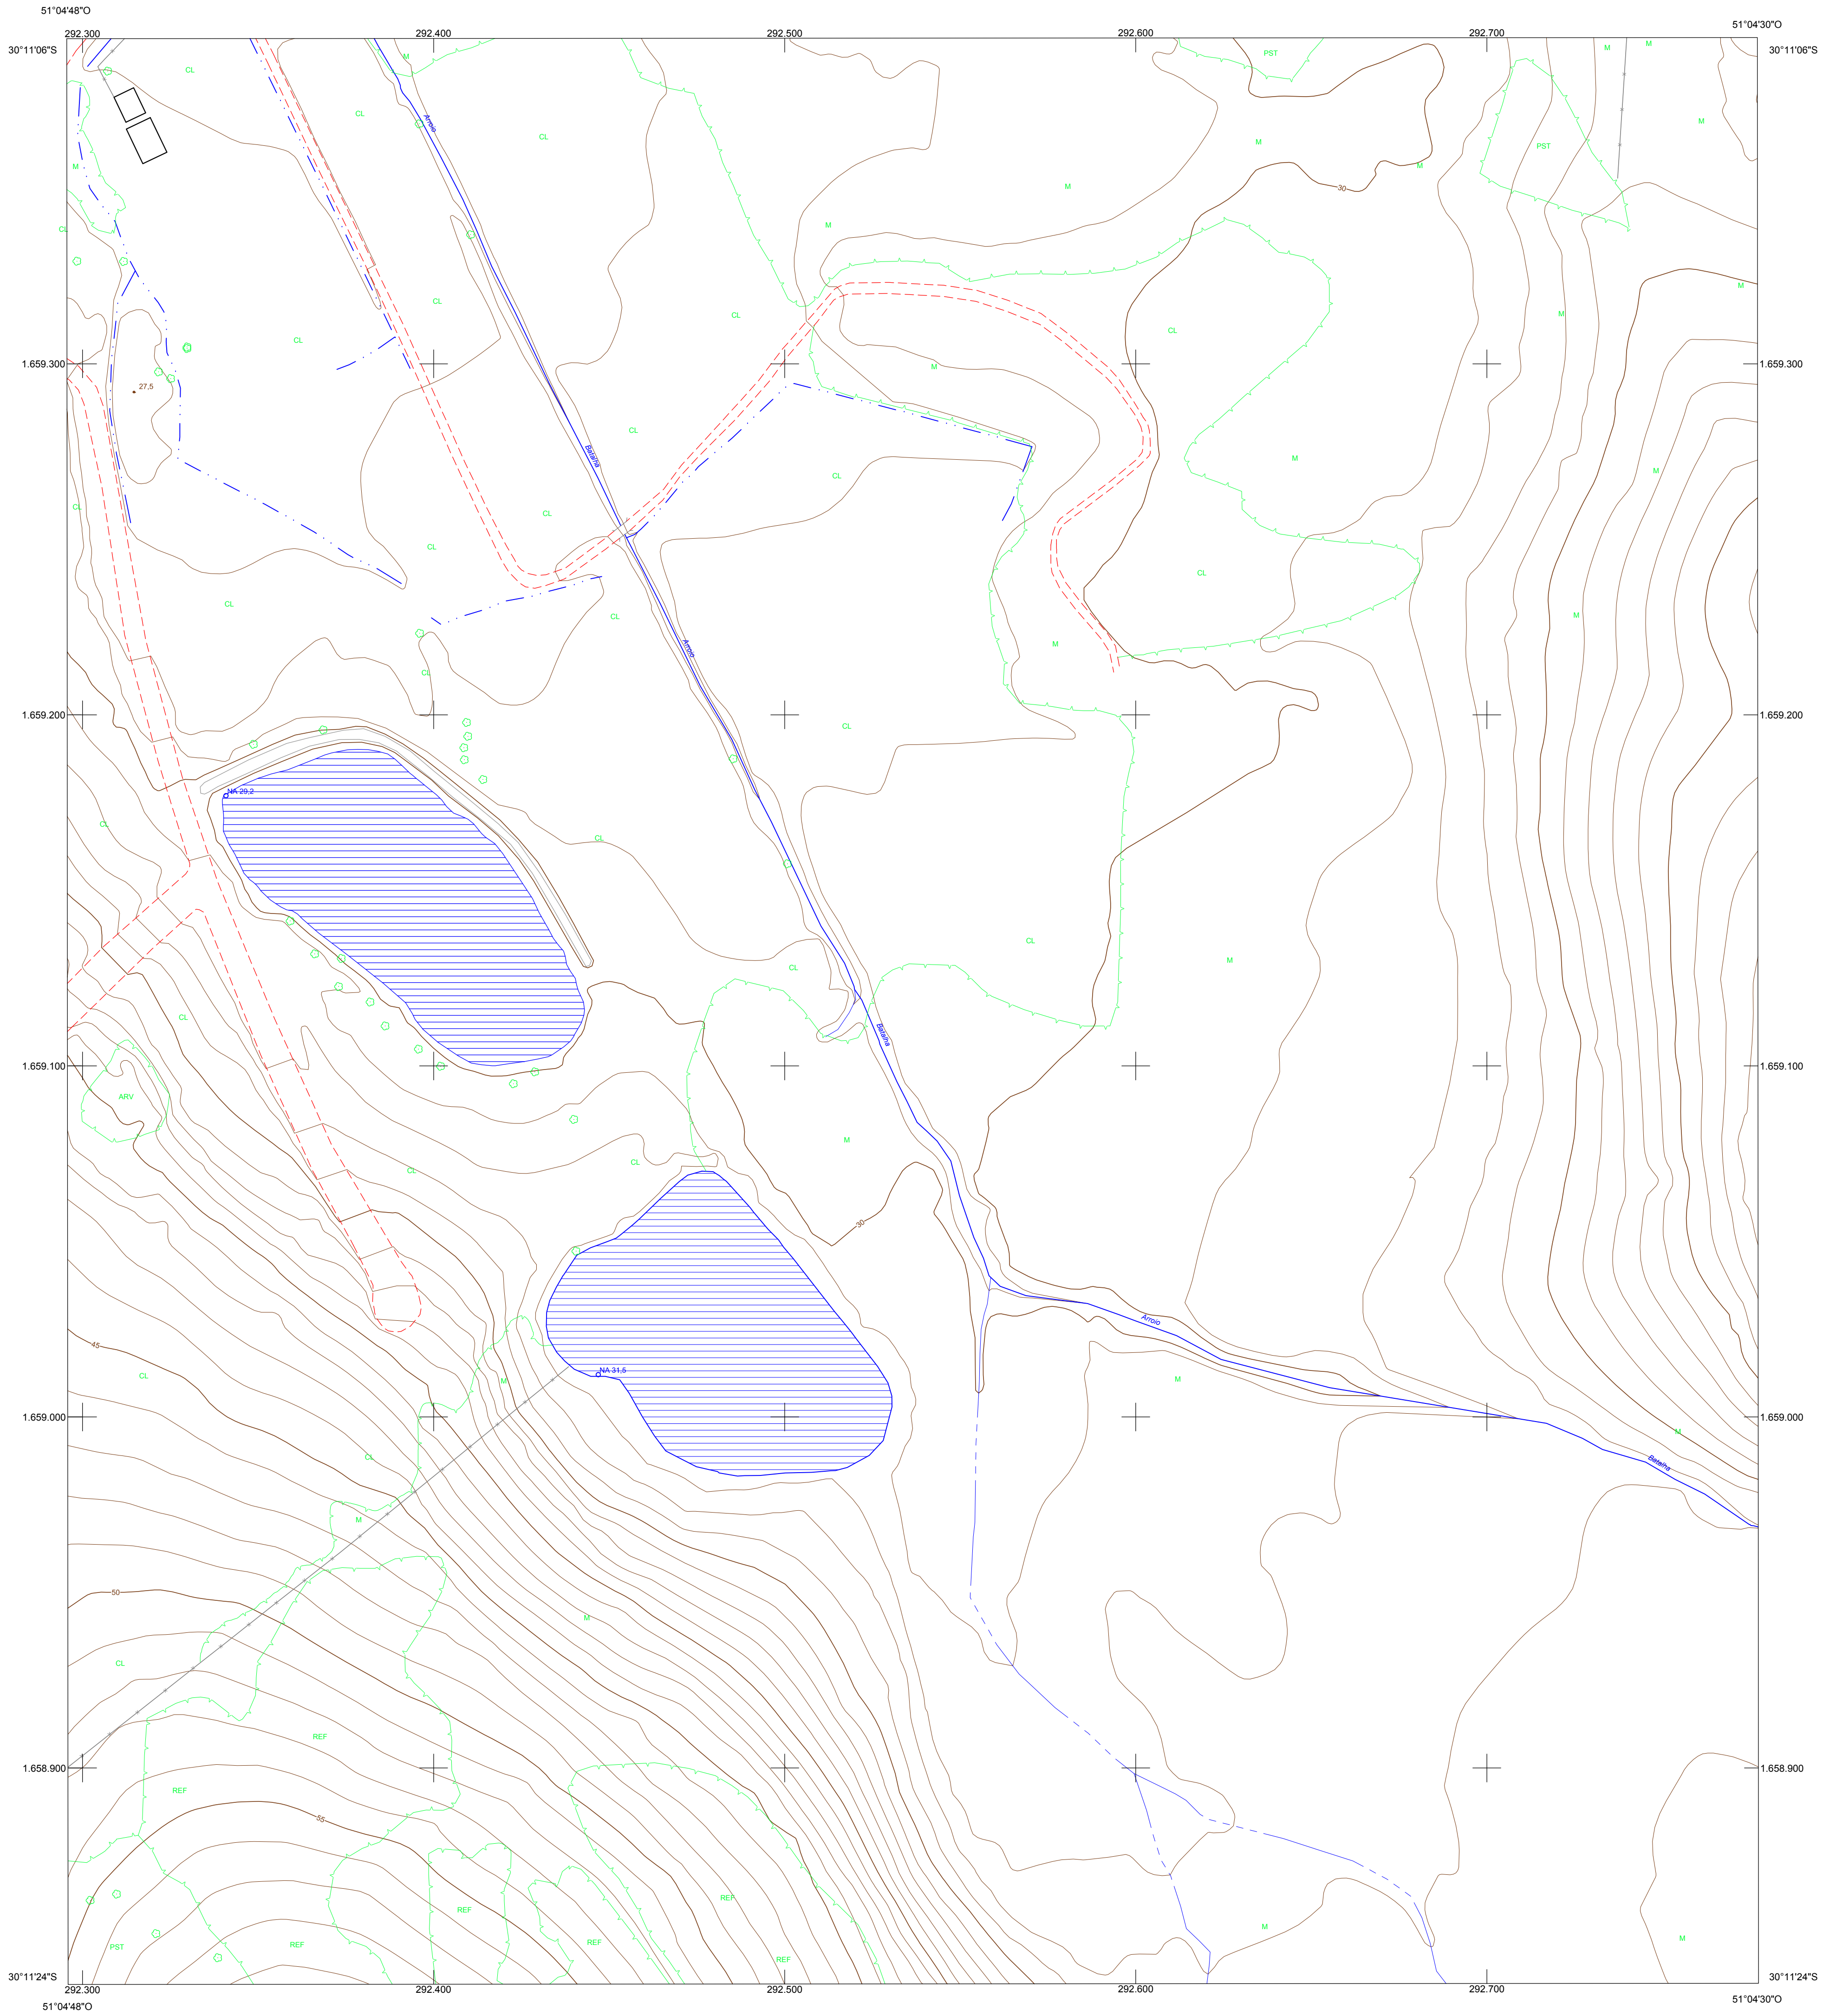 51°04'48"O
51°04'30"O
292.300
292.400
292.500
292.600
292.700
30°11'06"S
30°11'06"S
M
PST
M
M
CL
CL
Arroio
M
CL
M
PST
M
M
M
CL
M
CL
M
CL
M
CL
CL
M
1.659.300
1.659.300
27,5
30
M
CL
Batalha
M
M
CL
CL
CL
CL
CL
CL
CL
M
Arroio
M
CL
1.659.200
1.659.200
CL
NA 29,2
CL
CL
CL
CL
M
CL
Batalha
1.659.100
1.659.100
ARV
M
CL
CL
30
Arroio
45
CL
M
NA 31,5
M
1.659.000
1.659.000
M
CL
Batalha
M
50
M
CL
REF
1.658.900
1.658.900
REF
55
REF
REF
M
PST
REF
REF
REF
M
30°11'24"S
30°11'24"S
292.300
292.400
292.500
292.600
292.700
51°04'48"O
51°04'30"O